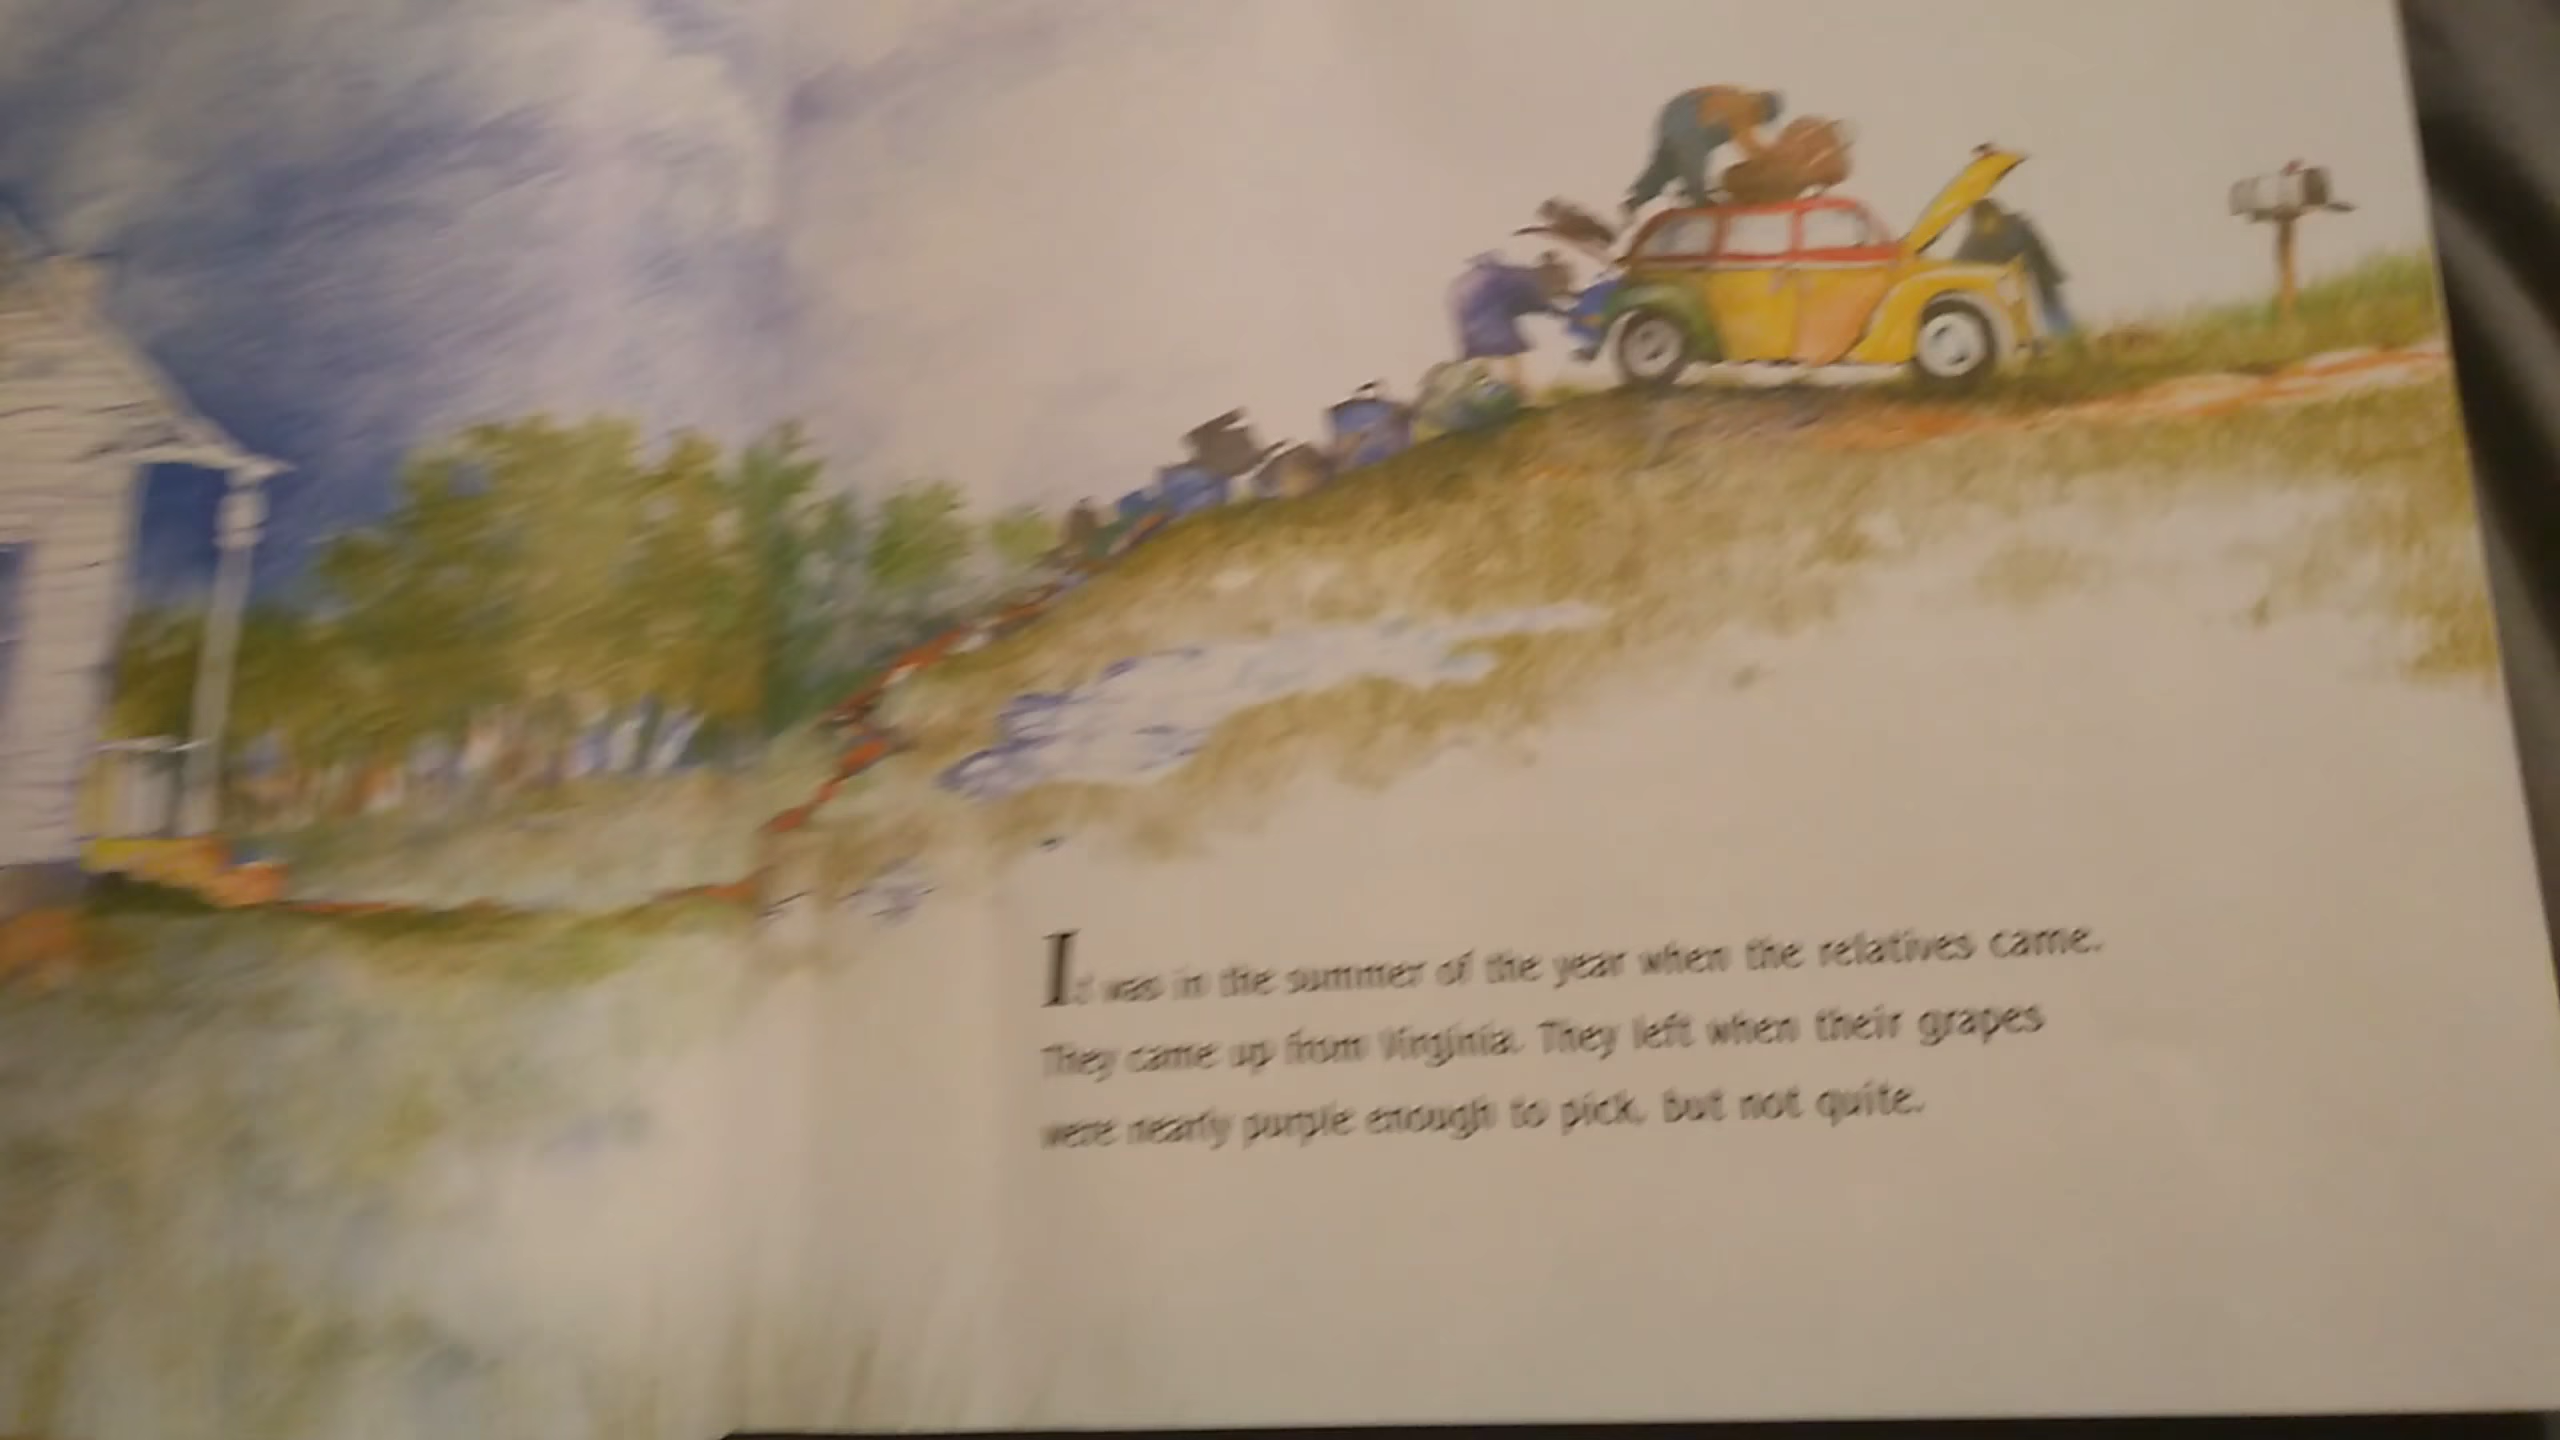 It was in the summer of the year when the relatives came.
They came up from Virginia. They left when their grapes
were nearly purple enough to pick, but not quite.